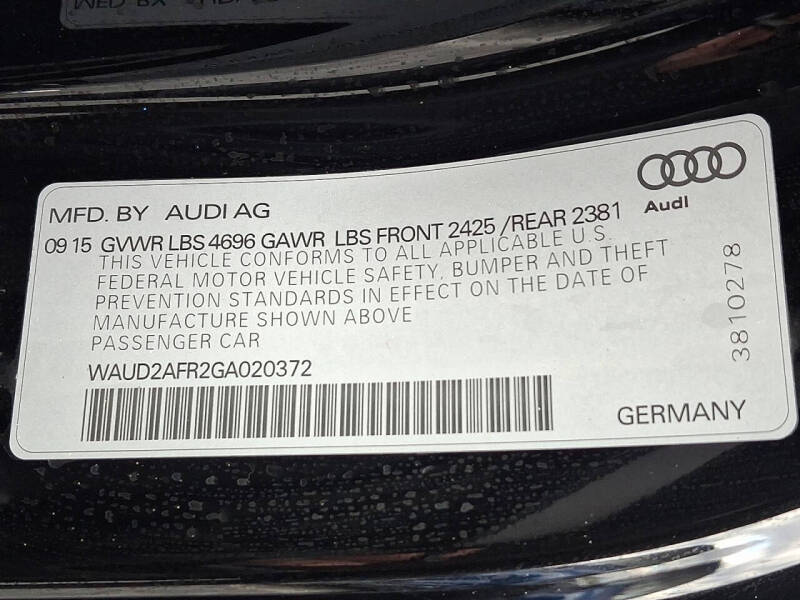 MFD. BY AUDI AG
Audi
09 15 GVWR LBS 4696 GAWR LBS FRONT 2425 / REAR 2381
THIS VEHICLE CONFORMS TO ALL APPLICABLE U.S.
FEDERAL MOTOR VEHICLE SAFETY, BUMPER AND THEFT
PREVENTION STANDARDS IN EFFECT ON THE DATE OF
MANUFACTURE SHOWN ABOVE
PASSENGER CAR
WAUD2AFR2GA020372
3810278
GERMANY